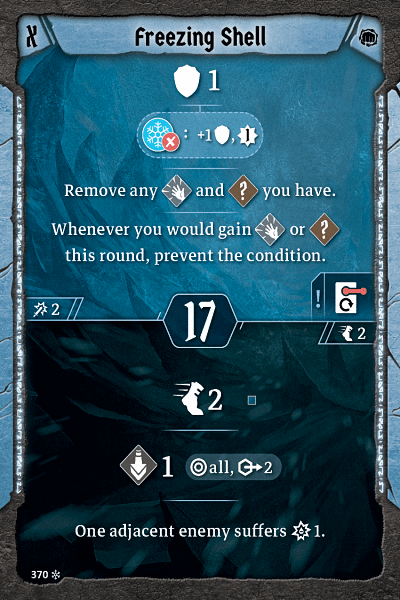 X
Freezing Shell
1
: +1 , 1
Remove any and ? you have.
Whenever you would gain or ?
this round, prevent the condition.
!
2
17
2
2
1 all, 2
One adjacent enemy suffers 1.
370